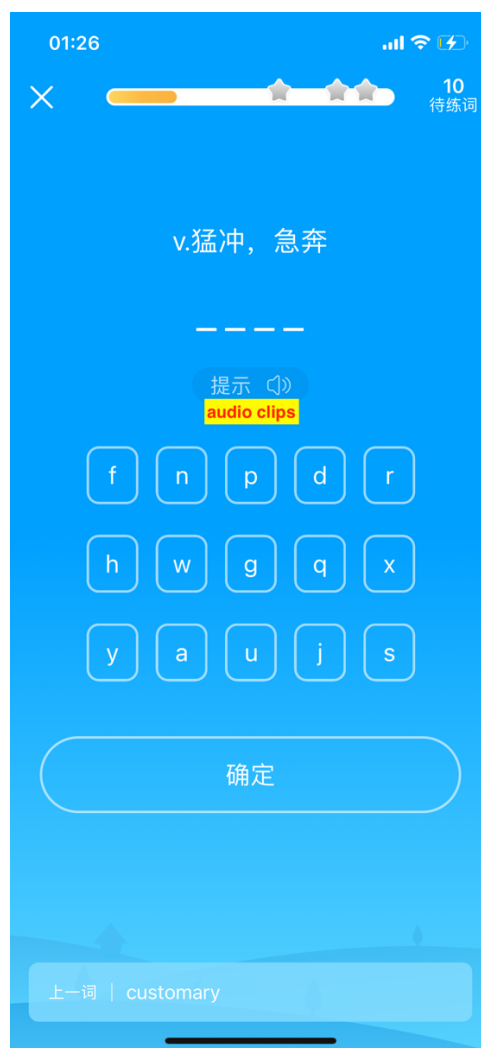 01:26
10
待练词
v.猛冲，急奔
提示
audio clips
f n p d r
h w g q x
y a u j s
确定
上一词 | customary